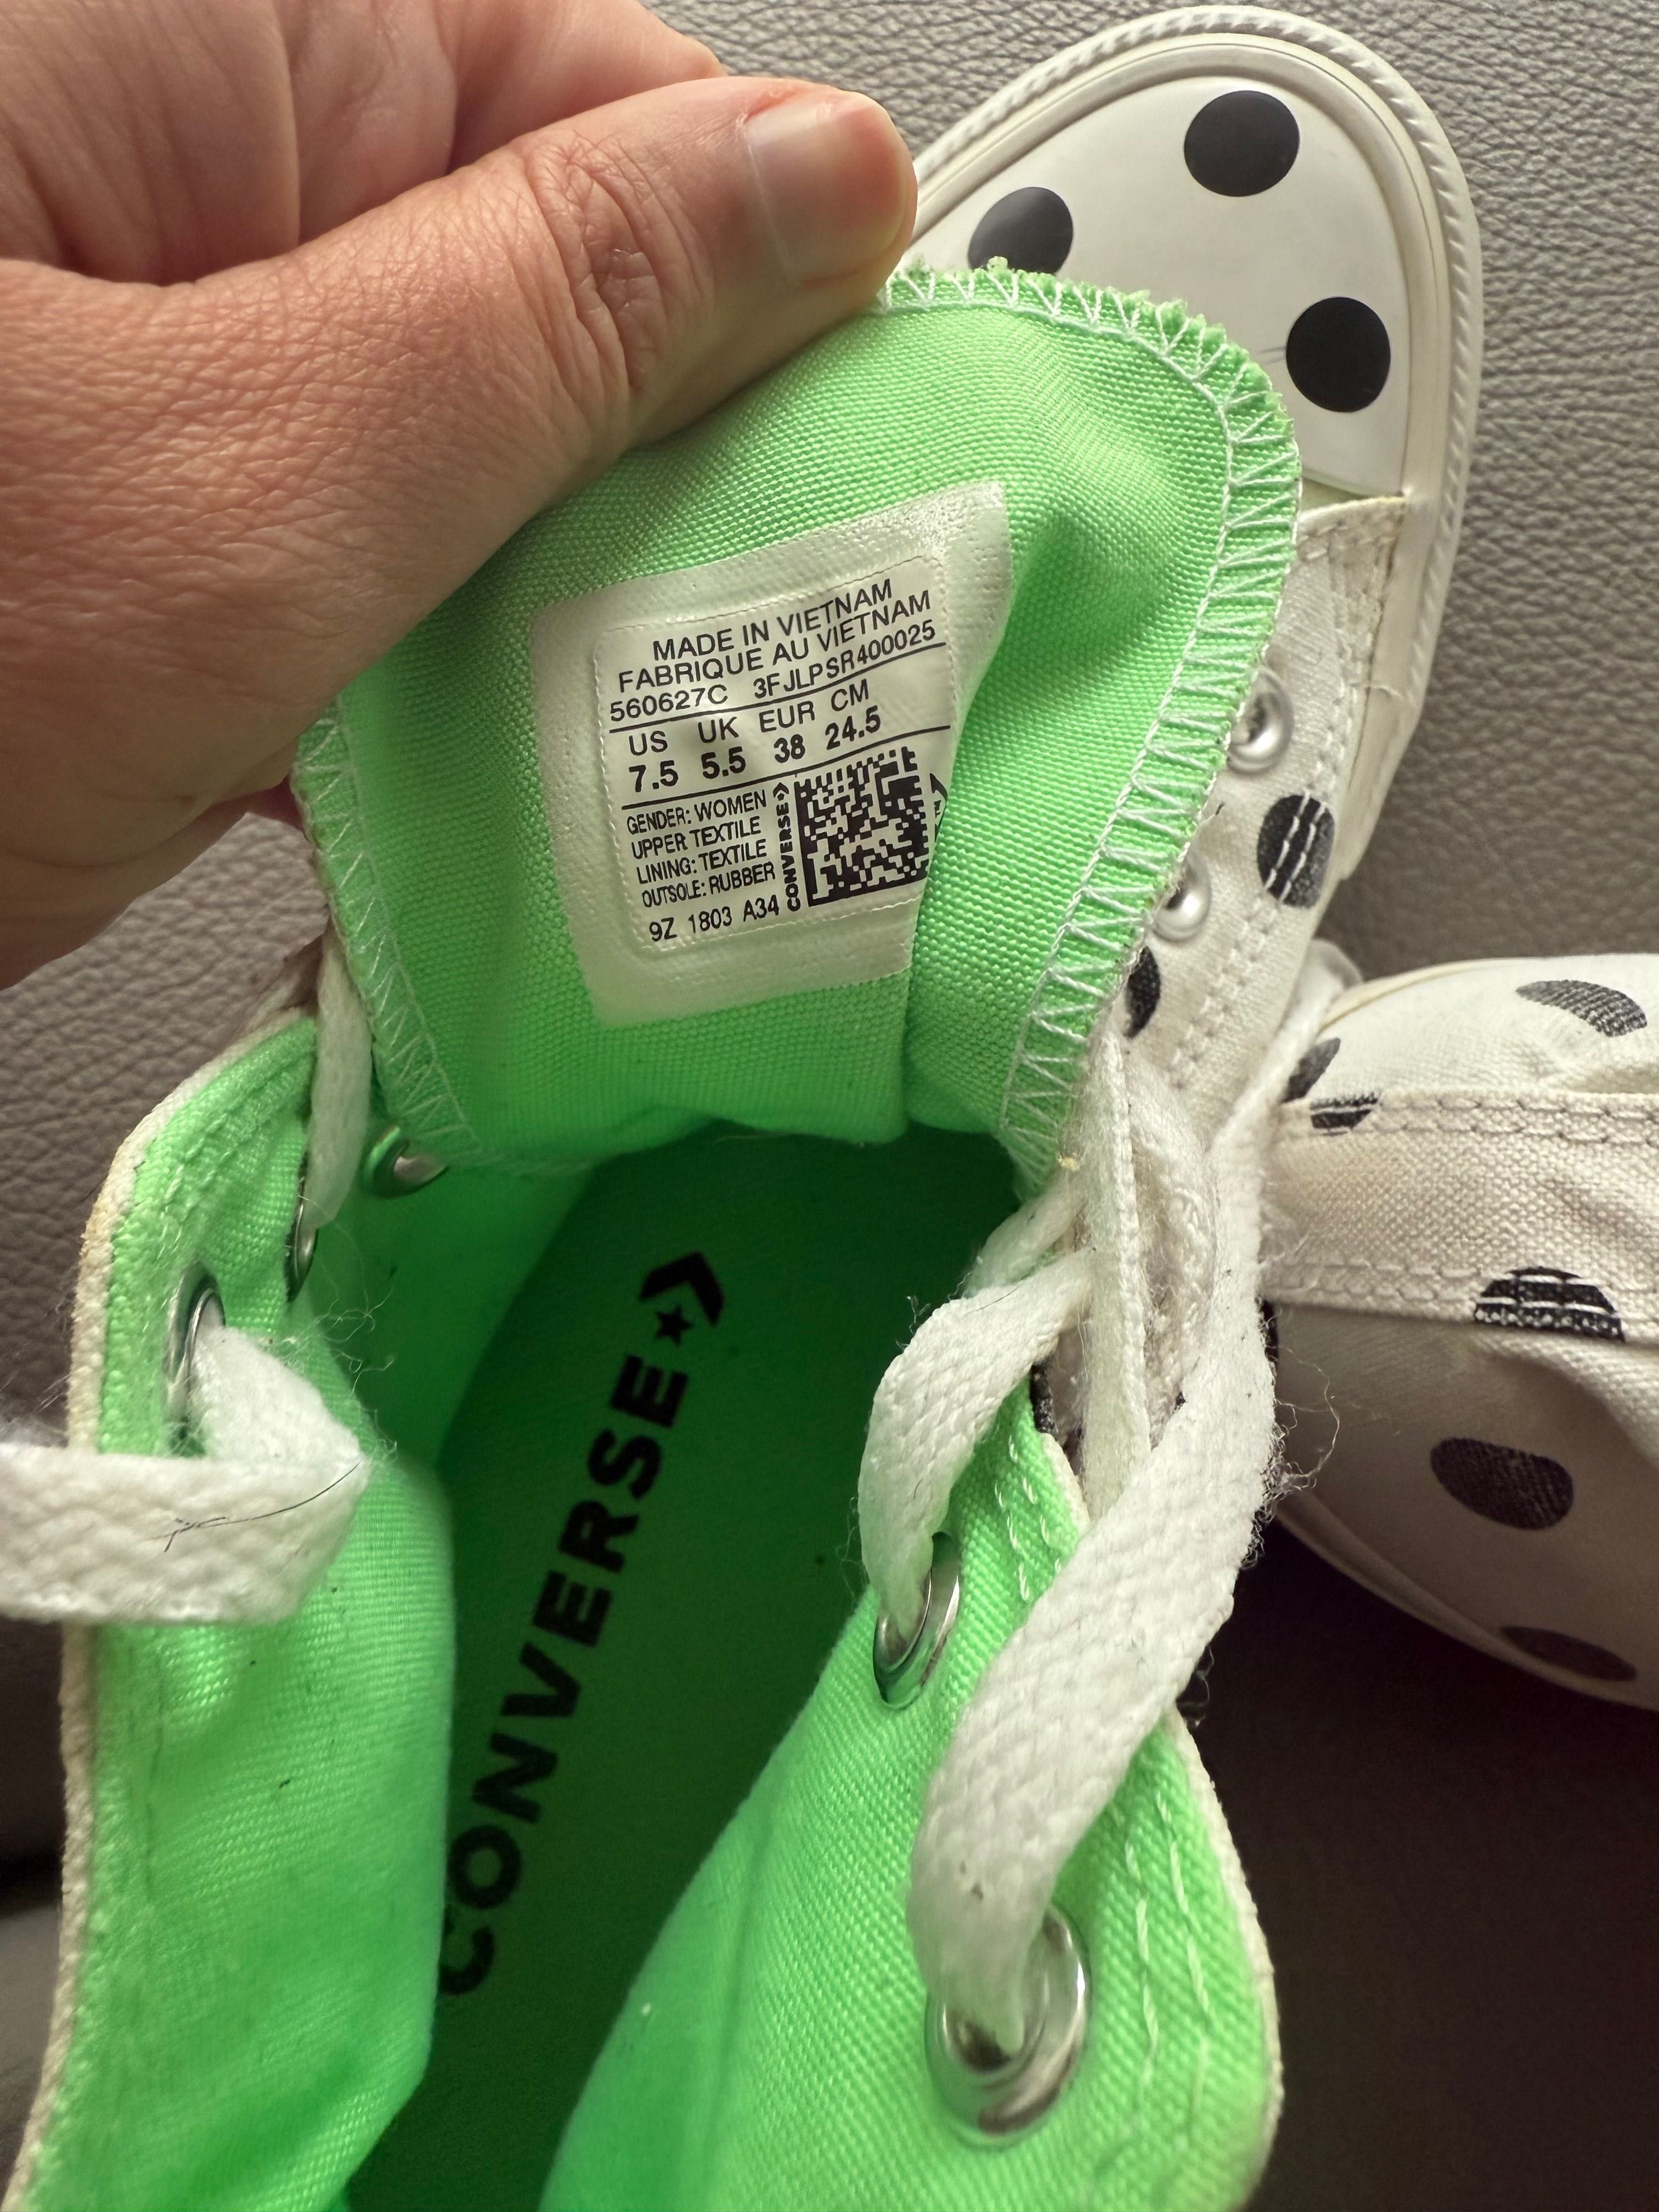 MADE IN VIETNAM
FABRIQUE AU VIETNAM
560627C 3FJLPSR400025
US UK EUR CM
7.5 5.5 38 24.5
GENDER: WOMEN
UPPER TEXTILE
LINING: TEXTILE
OUTSOLE: RUBBER
CONVERSE
9Z 1803 A34
CONVERSE